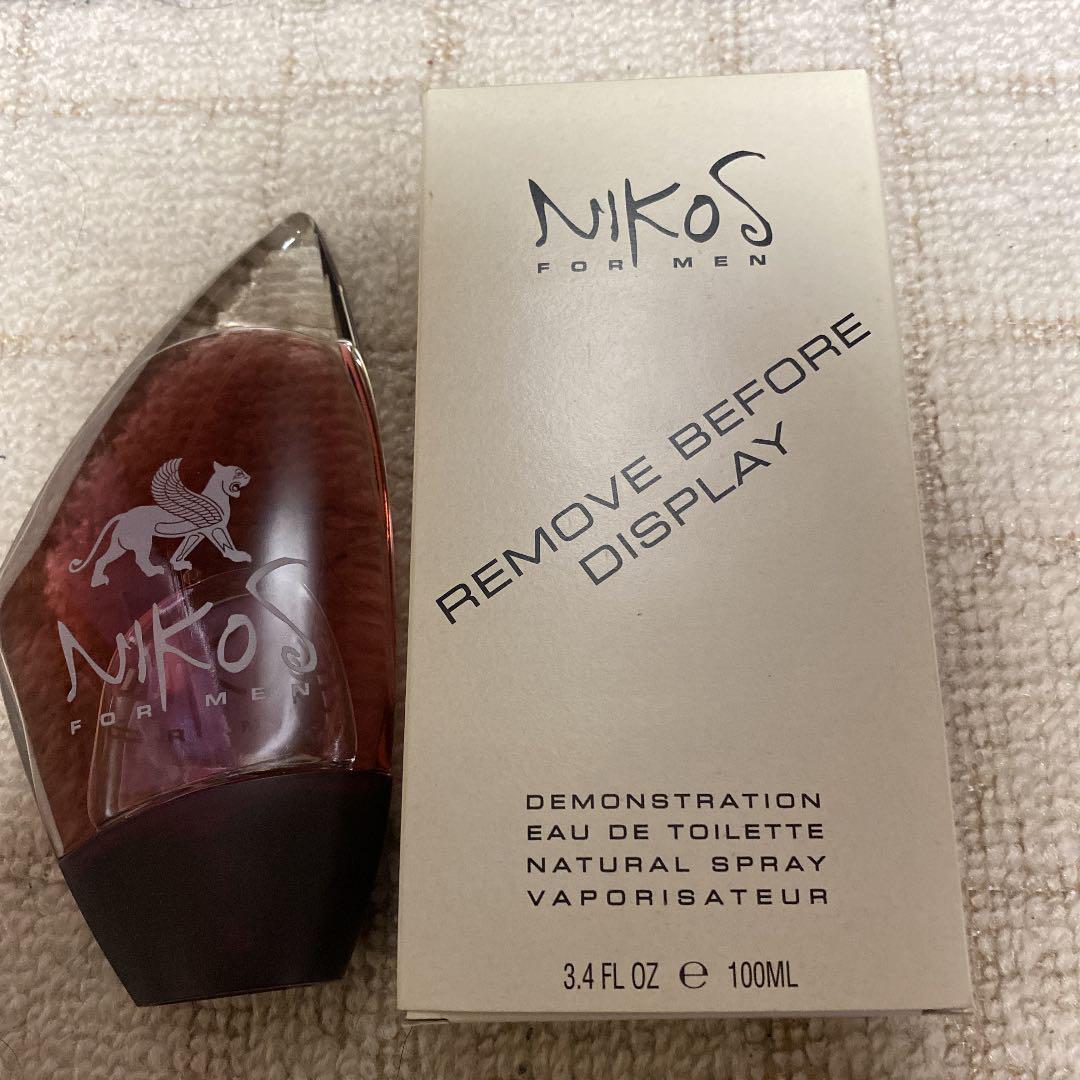 NIKOS
FOR MEN
NIKOS
FOR MEN
REMOVE BEFORE
DISPLAY
DEMONSTRATION
EAU DE TOILETTE
NATURAL SPRAY
VAPORISATEUR
3.4 FL OZ ℮ 100ML